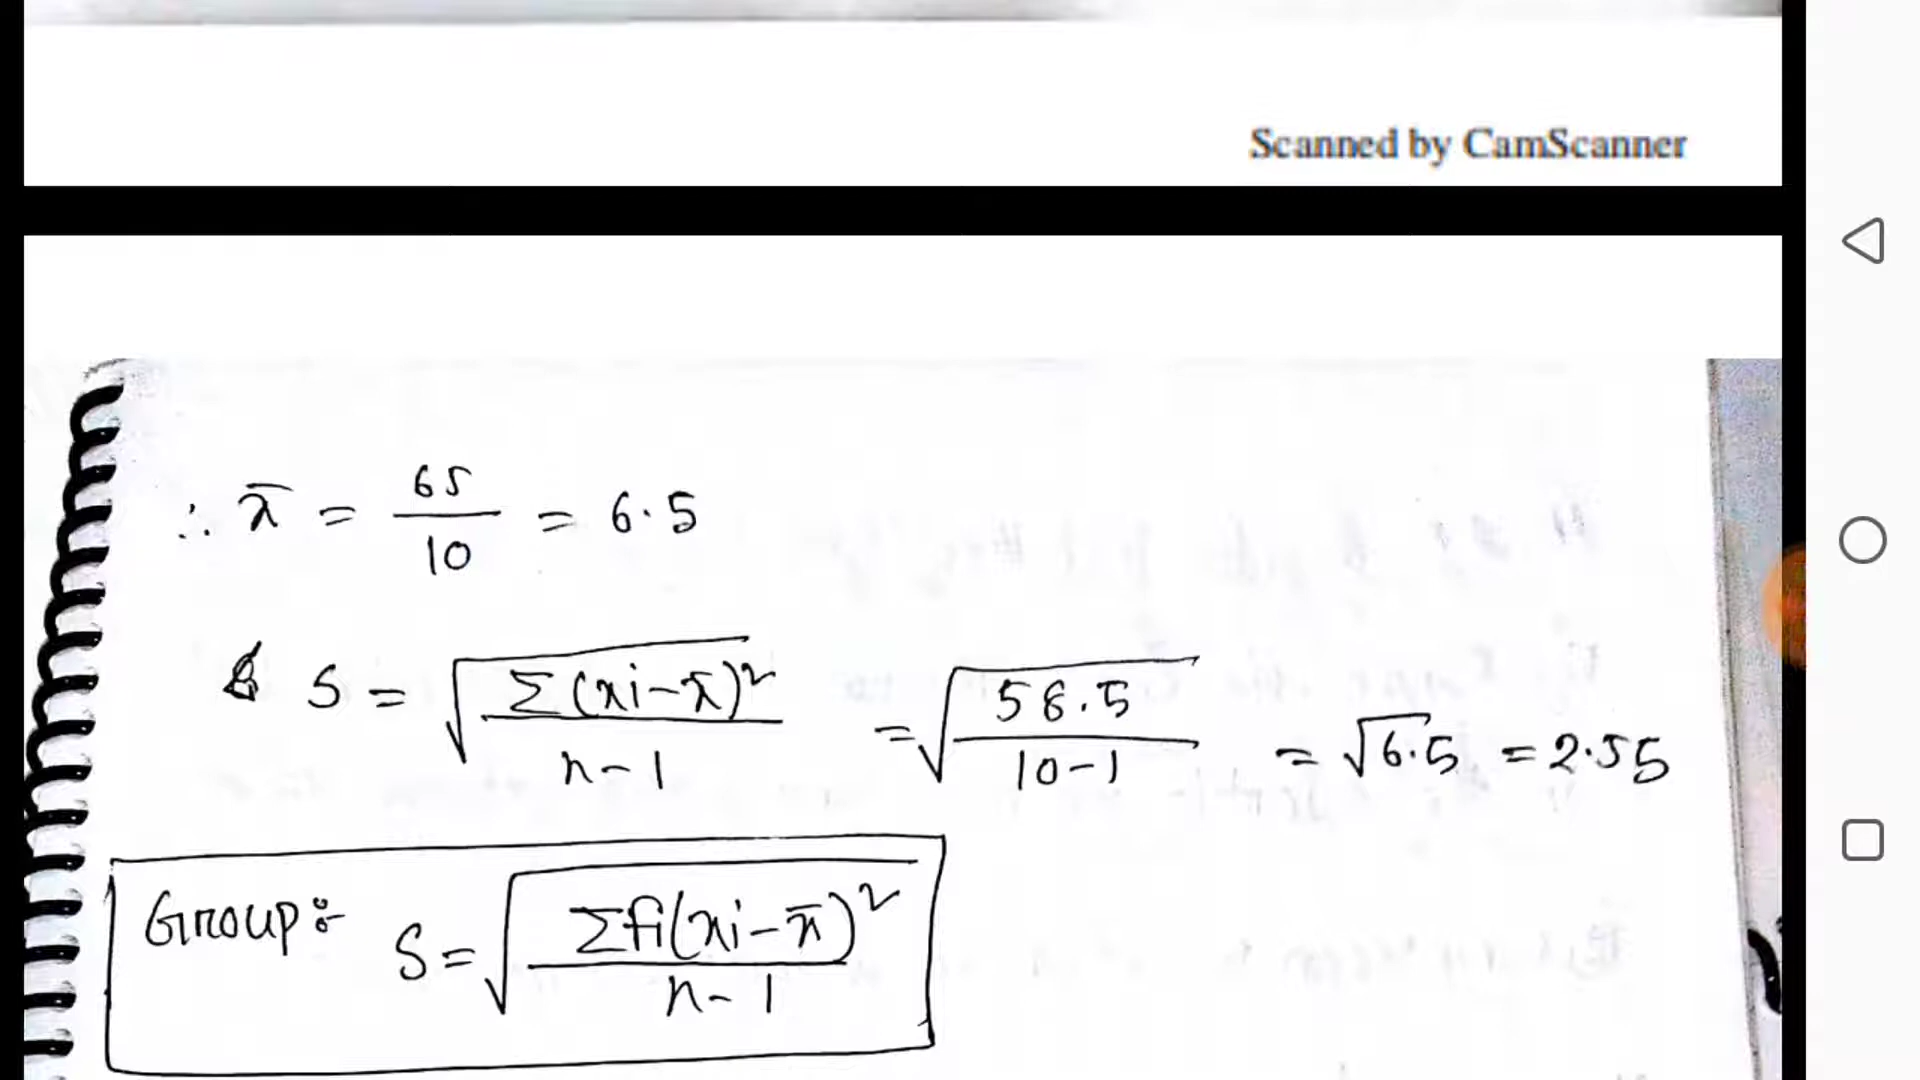 Scanned by CamScanner
∴ x̄ = 65/10 = 6.5
& S = √(Σ(xi-x̄)²/(n-1)) = √(58.5/(10-1)) = √6.5 = 2.55
Group: S = √(Σfi(xi-x̄)²/(n-1))